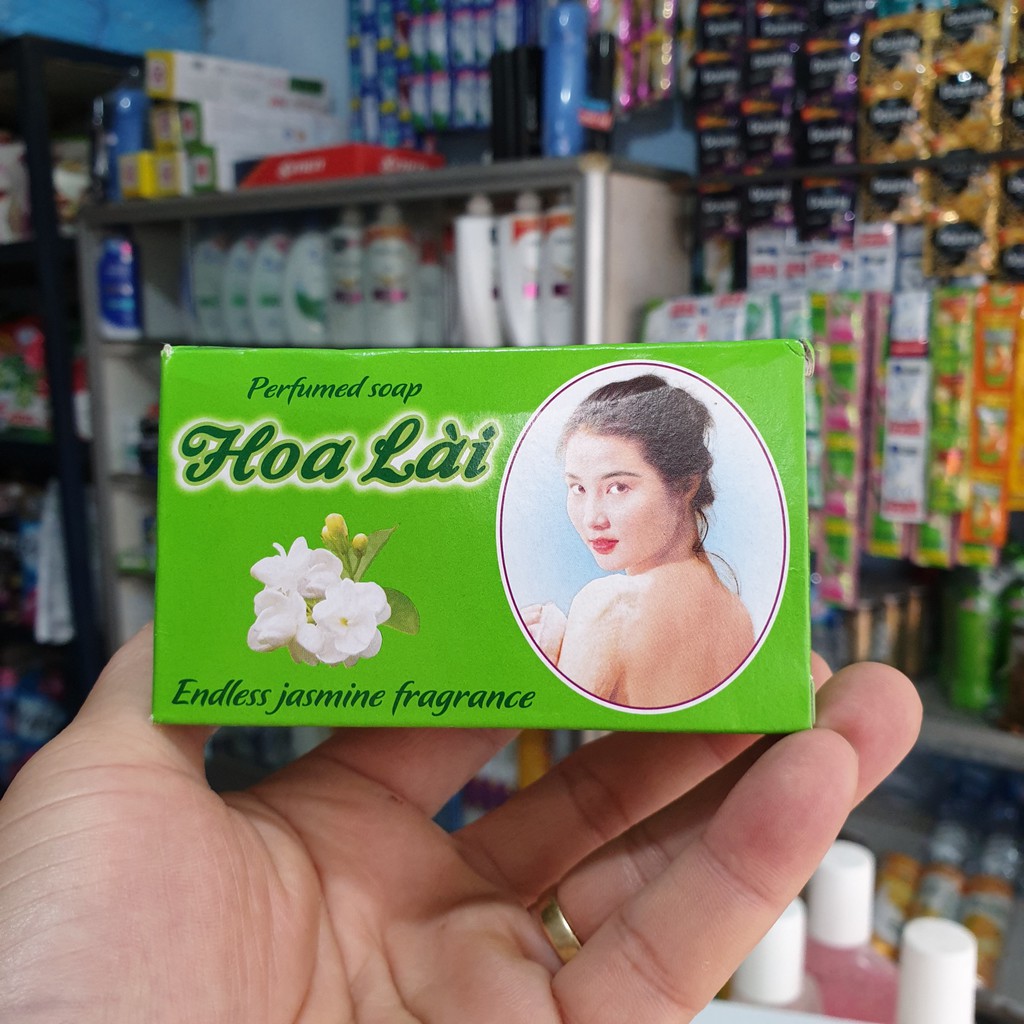 Perfumed soap
Hoa Lài
Endless jasmine fragrance